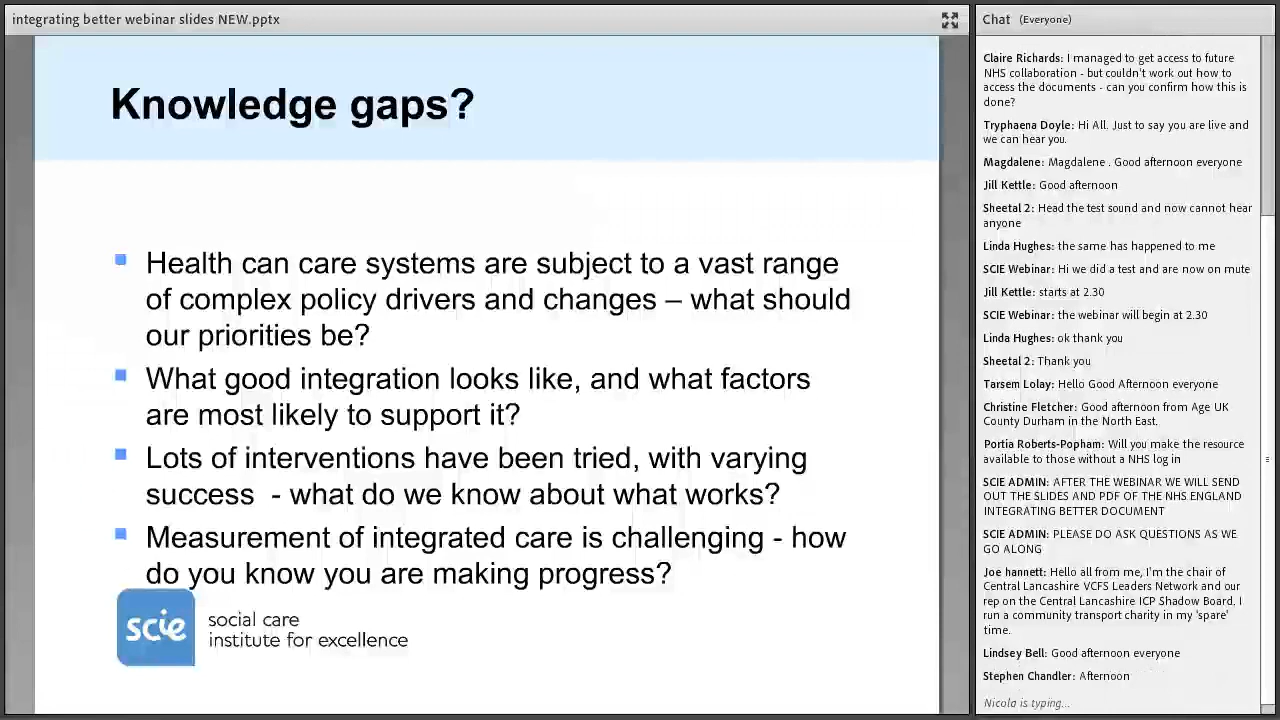 integrating better webinar slides NEW.pptx
Knowledge gaps?
Health can care systems are subject to a vast range
of complex policy drivers and changes – what should
our priorities be?
What good integration looks like, and what factors
are most likely to support it?
Lots of interventions have been tried, with varying
success  - what do we know about what works?
Measurement of integrated care is challenging - how
do you know you are making progress?
scie
social care
institute for excellence
Chat (Everyone)
Claire Richards: I managed to get access to future
NHS collaboration - but couldn't work out how to
access the documents - can you confirm how this is
done?
Tryphaena Doyle: Hi All. Just to say you are live and
we can hear you.
Magdalene: Magdalene . Good afternoon everyone
Jill Kettle: Good afternoon
Sheetal 2: Head the test sound and now cannot hear
anyone
Linda Hughes: the same has happened to me
SCIE Webinar: Hi we did a test and are now on mute
Jill Kettle: starts at 2.30
SCIE Webinar: the webinar will begin at 2.30
Linda Hughes: ok thank you
Sheetal 2: Thank you
Tarsem Lolay: Hello Good Afternoon everyone
Christine Fletcher: Good afternoon from Age UK
County Durham in the North East.
Portia Roberts-Popham: Will you make the resource
available to those without a NHS log in
SCIE ADMIN: AFTER THE WEBINAR WE WILL SEND
OUT THE SLIDES AND PDF OF THE NHS ENGLAND
INTEGRATING BETTER DOCUMENT
SCIE ADMIN: PLEASE DO ASK QUESTIONS AS WE
GO ALONG
Joe hannett: Hello all from me, I'm the chair of
Central Lancashire VCFS Leaders Network and our
rep on the Central Lancashire ICP Shadow Board. I
run a community transport charity in my 'spare'
time.
Lindsey Bell: Good afternoon everyone
Stephen Chandler: Afternoon
Nicola is typing...